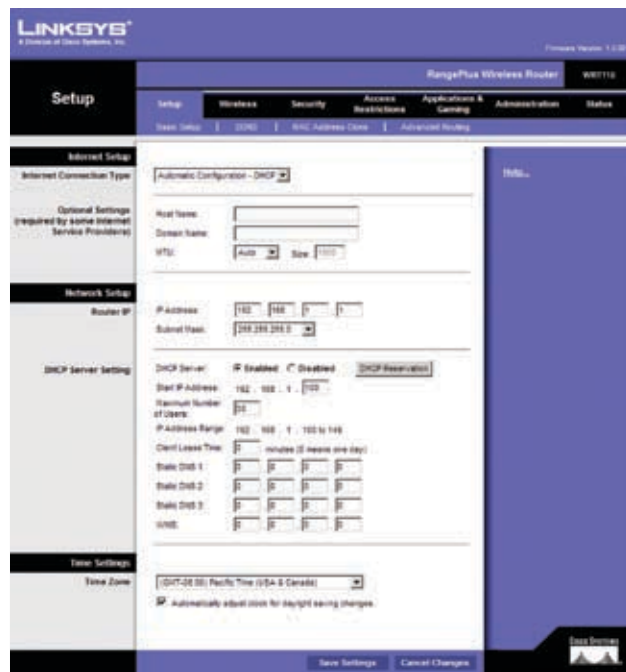 LINKSYS®
A Division of Cisco Systems, Inc.
RangePlus Wireless Router
WRT110
Setup
Setup Wireless Security Access Restrictions Applications & Gaming Administration Status
Basic Setup | DDNS | MAC Address Clone | Advanced Routing
Internet Setup
Internet Connection Type
Automatic Configuration - DHCP
Help...
Optional Settings
(required by some Internet
Service Providers)
Host Name:
Domain Name:
MTU: Auto Size:
Network Setup
Router IP
IP Address: 192 . 168 . 1 . 1
Subnet Mask: 255.255.255.0
DHCP Server Setting
DHCP Server: Enabled Disabled DHCP Reservation
Start IP Address: 192 . 168 . 1 . 100
Maximum Number
of Users: 50
IP Address Range: 192 . 168 . 1 . 100 to 149
Client Lease Time: 0 minutes (0 means one day)
Static DNS 1: 0 . 0 . 0 . 0
Static DNS 2: 0 . 0 . 0 . 0
Static DNS 3: 0 . 0 . 0 . 0
WINS: 0 . 0 . 0 . 0
Time Settings
Time Zone
(GMT-08:00) Pacific Time (USA & Canada)
Automatically adjust clock for daylight saving changes.
Save Settings Cancel Changes
Cisco Systems